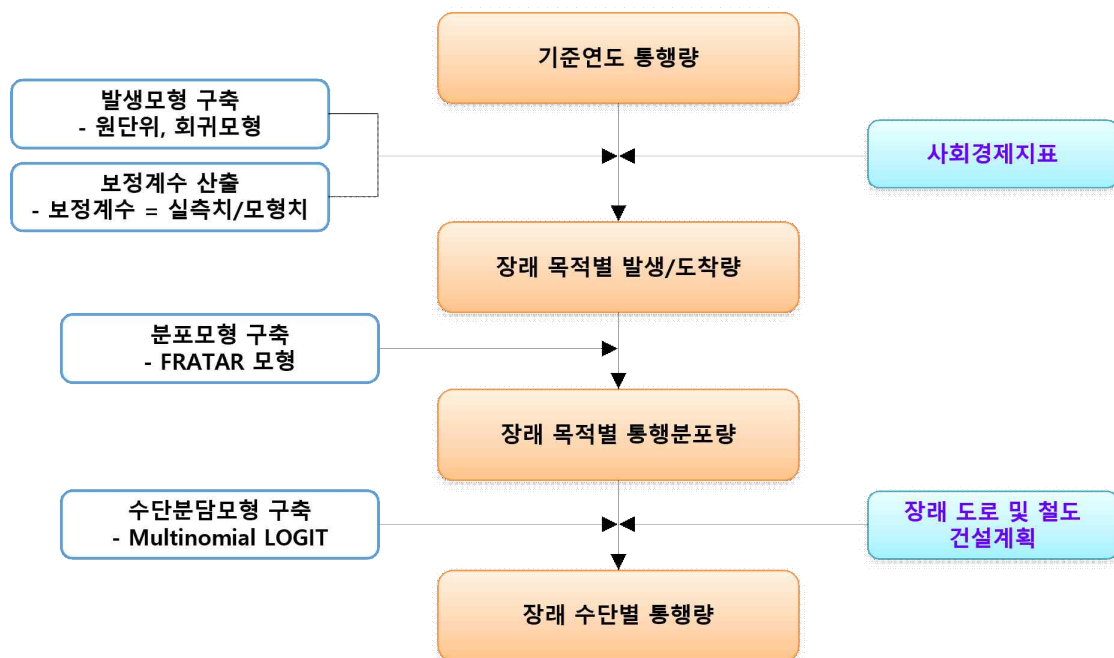 기준연도 통행량
발생모형 구축
- 원단위, 회귀모형
사회경제지표
보정계수 산출
- 보정계수 = 실측치/모형치
장래 목적별 발생/도착량
분포모형 구축
- FRATAR 모형
장래 목적별 통행분포량
수단분담모형 구축
- Multinomial LOGIT
장래 도로 및 철도
건설계획
장래 수단별 통행량